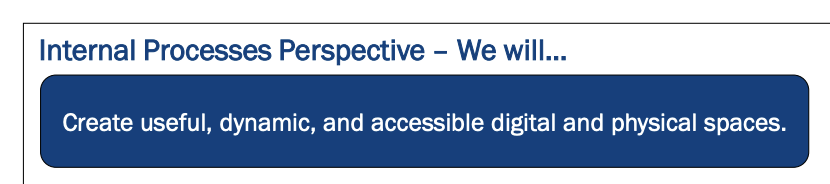 Internal Processes Perspective – We will...
Create useful, dynamic, and accessible digital and physical spaces.